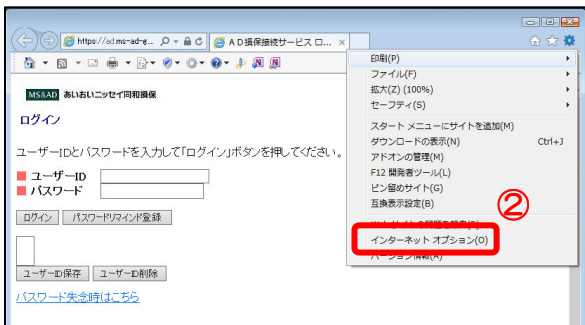 https://ad.ms-ad-g...
AD損保接続サービス ロ... ×
MS&AD あいおいニッセイ同和損保
ログイン
ユーザーIDとパスワードを入力して「ログイン」ボタンを押してください。
ユーザーID
パスワード
ログイン パスワードリマインド登録
ユーザーID保存 ユーザーID削除
パスワード失念時はこちら
印刷(P)
ファイル(F)
拡大(Z) (100%)
セーフティ(S)
スタート メニューにサイトを追加(M)
ダウンロードの表示(N) Ctrl+J
アドオンの管理(M)
F12 開発者ツール(L)
ピン留めサイト(G)
互換表示設定(B)
②
インターネット オプション(O)
バージョン情報(A)